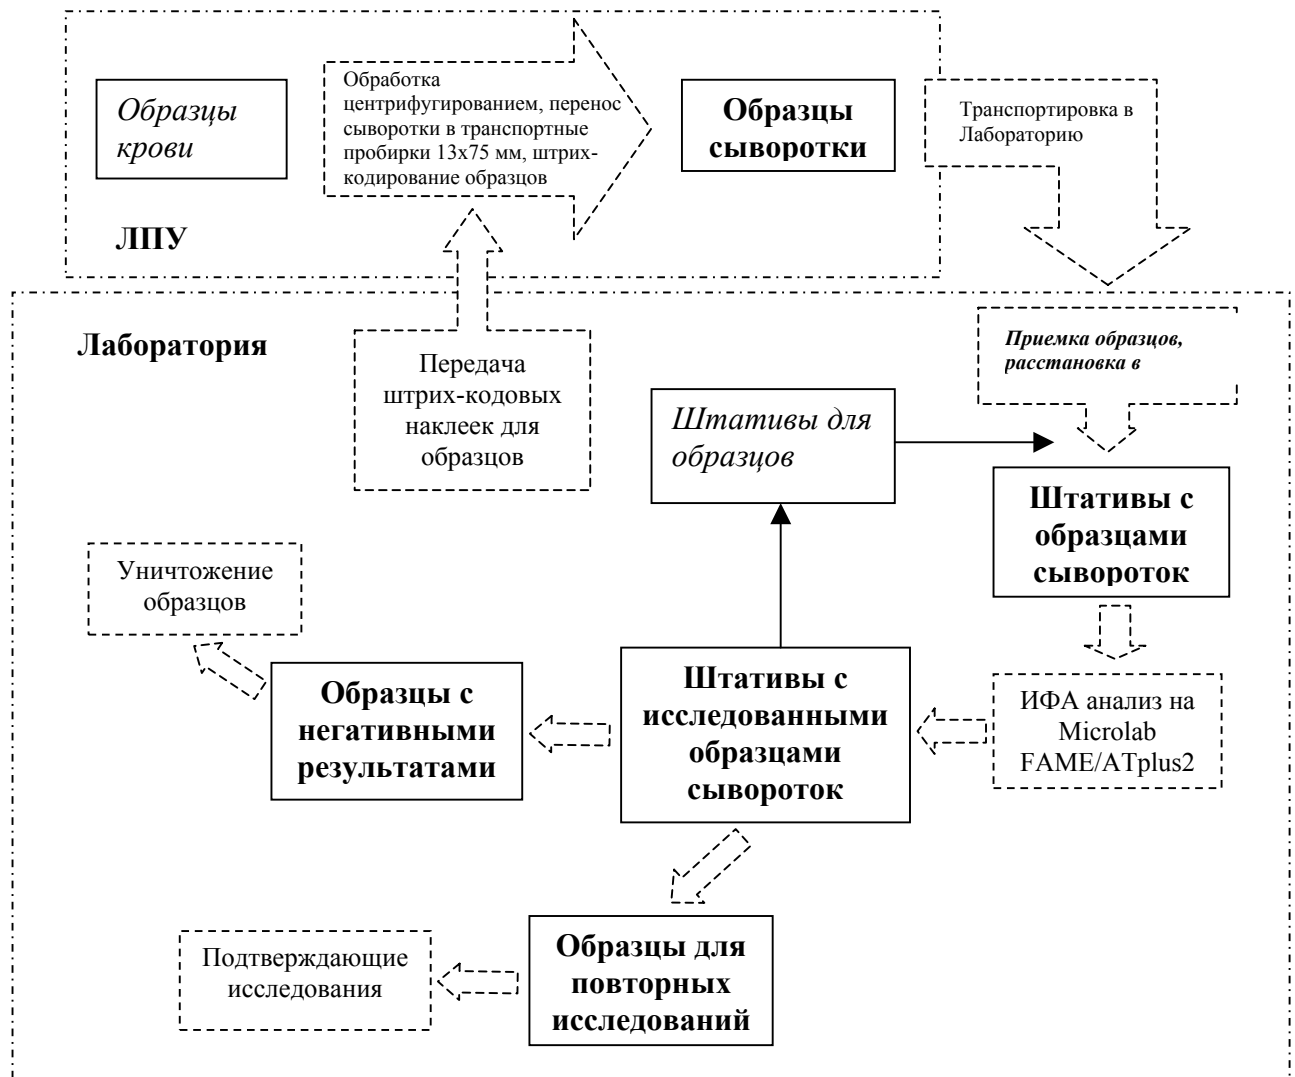 Образцы
крови
Обработка
центрифугированием, перенос
сыворотки в транспортные
пробирки 13х75 мм, штрих-
кодирование образцов
Образцы
сыворотки
Транспортировка в
Лабораторию
ЛПУ
Лаборатория
Передача
штрих-кодовых
наклеек для
образцов
Приемка образцов,
расстановка в
Штативы для
образцов
Штативы с
образцами
сывороток
Уничтожение
образцов
Образцы с
негативными
результатами
Штативы с
исследованными
образцами
сывороток
ИФА анализ на
Microlab
FAME/ATplus2
Подтверждающие
исследования
Образцы для
повторных
исследований